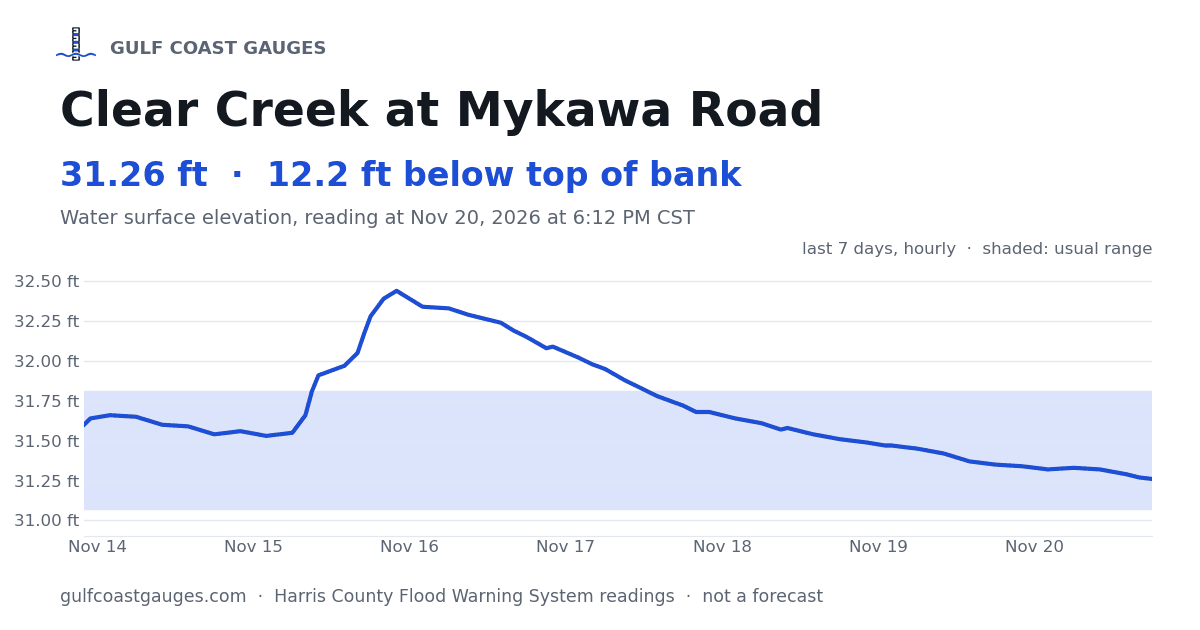 GULF COAST GAUGES
Clear Creek at Mykawa Road
31.26 ft · 12.2 ft below top of bank
Water surface elevation, reading at Nov 20, 2026 at 6:12 PM CST
last 7 days, hourly · shaded: usual range
32.50 ft
32.25 ft
32.00 ft
31.75 ft
31.50 ft
31.25 ft
31.00 ft
Nov 14 Nov 15 Nov 16 Nov 17 Nov 18 Nov 19 Nov 20
gulfcoastgauges.com · Harris County Flood Warning System readings · not a forecast